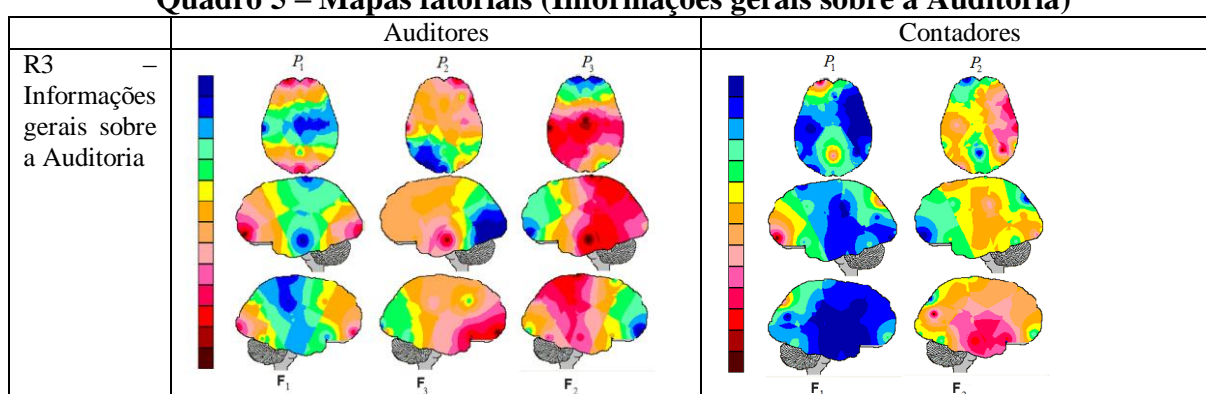 Quadro 5 – Mapas fatoriais (Informações gerais sobre a Auditoria)
Auditores
Contadores
R3 –
Informações
gerais sobre
a Auditoria
P1
P2
P3
P1
P2
F1
F3
F2
F1
F2